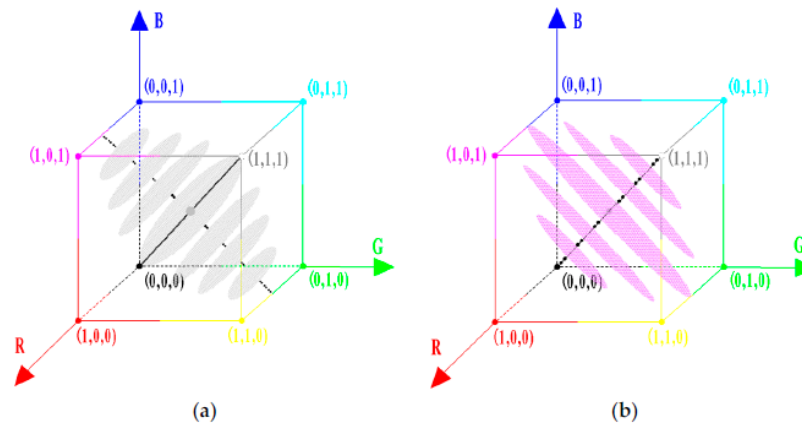 B
(0,0,1)
(0,1,1)
(1,0,1)
(1,1,1)
G
(0,0,0)
(0,1,0)
(1,0,0)
(1,1,0)
R
(a)
B
(0,0,1)
(0,1,1)
(1,0,1)
(1,1,1)
G
(0,0,0)
(0,1,0)
(1,0,0)
(1,1,0)
R
(b)